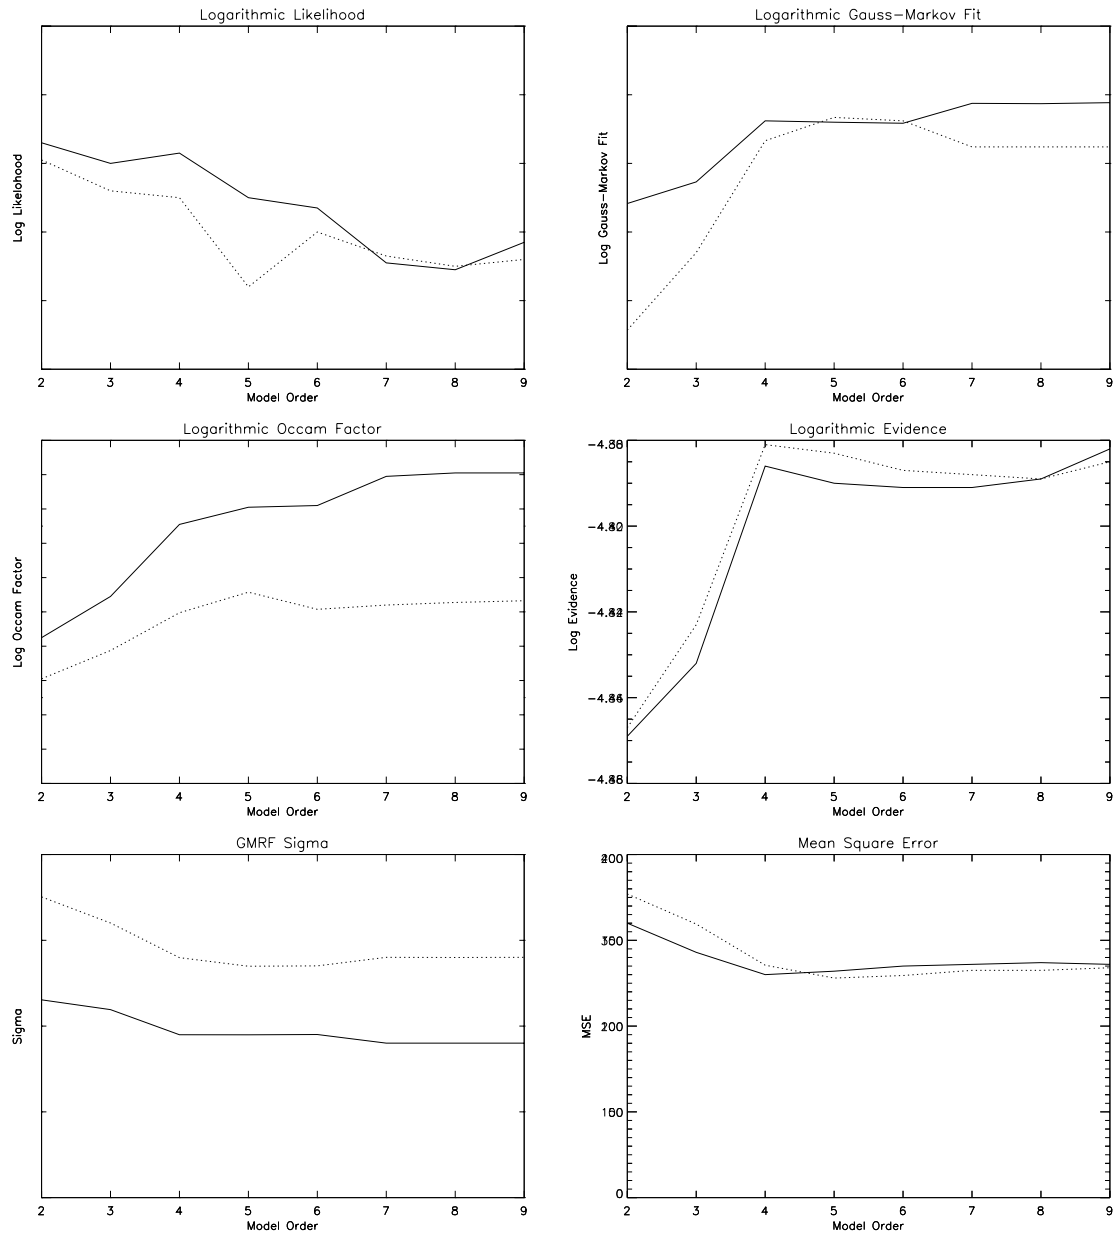 Logarithmic Likelihood
Log Likelohood
2 3 4 5 6 7 8 9
Model Order
Logarithmic Gauss-Markov Fit
Log Gauss-Markov Fit
2 3 4 5 6 7 8 9
Model Order
Logarithmic Occam Factor
Log Occam Factor
2 3 4 5 6 7 8 9
Model Order
Logarithmic Evidence
Log Evidence
2 3 4 5 6 7 8 9
Model Order
GMRF Sigma
Sigma
2 3 4 5 6 7 8 9
Model Order
Mean Square Error
MSE
0
2 3 4 5 6 7 8 9
Model Order